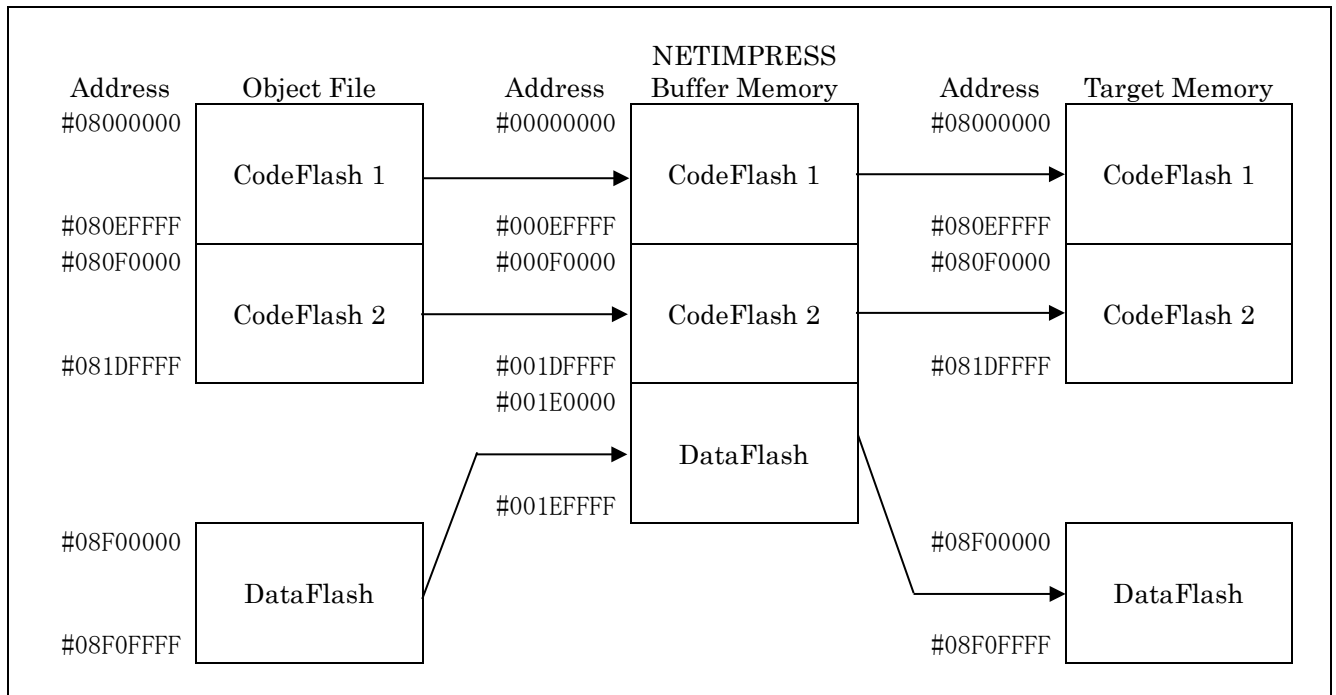 NETIMPRESS
Address Object File Address Buffer Memory Address Target Memory
#08000000 #00000000 #08000000
CodeFlash 1 CodeFlash 1 CodeFlash 1
#080EFFFF #000EFFFF #080EFFFF
#080F0000 #000F0000 #080F0000
CodeFlash 2 CodeFlash 2 CodeFlash 2
#081DFFFF #001DFFFF #081DFFFF
#001E0000
DataFlash
#001EFFFF
#08F00000 #08F00000
DataFlash DataFlash
#08F0FFFF #08F0FFFF